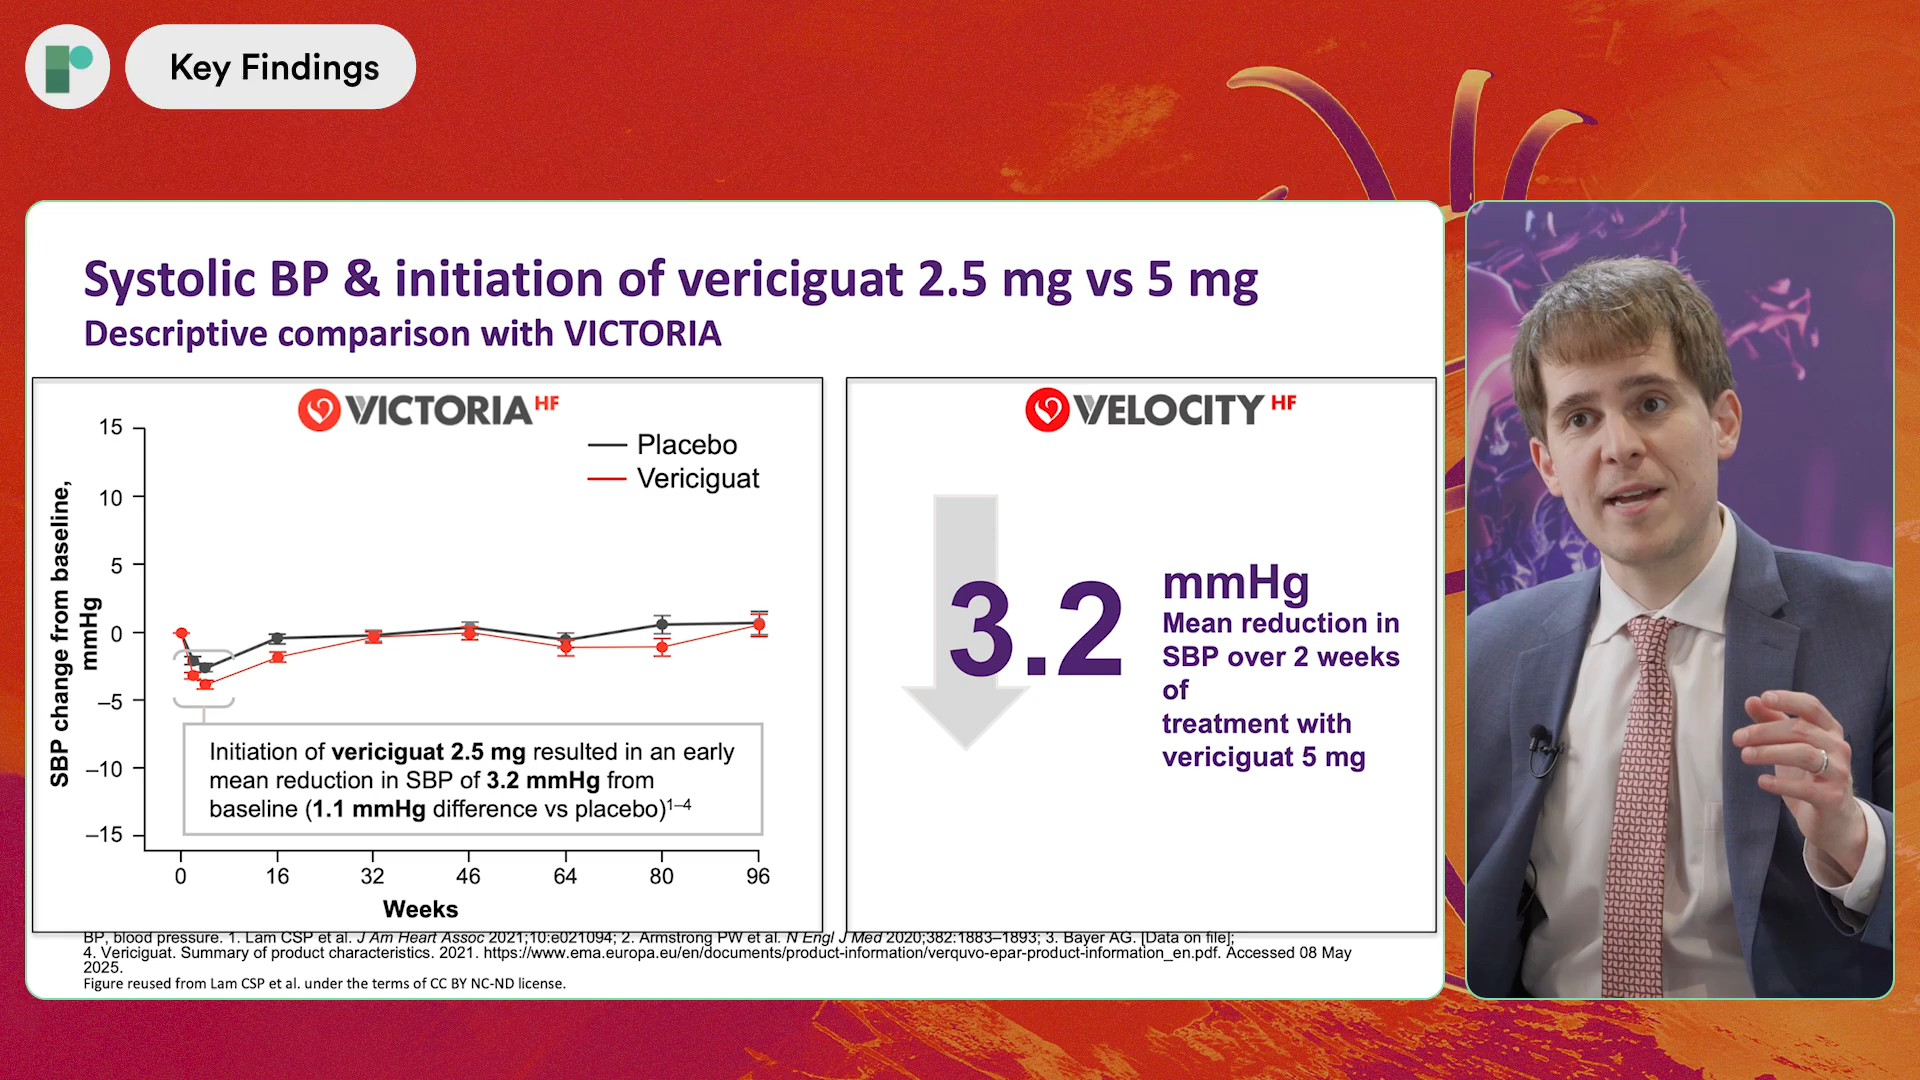 Key Findings
Systolic BP & initiation of vericiguat 2.5 mg vs 5 mg
Descriptive comparison with VICTORIA
VICTORIA HF
Placebo
Vericiguat
SBP change from baseline,
mmHg
15
10
5
0
–5
–10
–15
Initiation of vericiguat 2.5 mg resulted in an early
mean reduction in SBP of 3.2 mmHg from
baseline (1.1 mmHg difference vs placebo)1–4
0 16 32 46 64 80 96
Weeks
VELOCITY HF
3.2
mmHg
Mean reduction in
SBP over 2 weeks
of
treatment with
vericiguat 5 mg
BP, blood pressure. 1. Lam CSP et al. J Am Heart Assoc 2021;10:e021094; 2. Armstrong PW et al. N Engl J Med 2020;382:1883–1893; 3. Bayer AG. [Data on file];
4. Vericiguat. Summary of product characteristics. 2021. https://www.ema.europa.eu/en/documents/product-information/verquvo-epar-product-information_en.pdf. Accessed 08 May
2025.
Figure reused from Lam CSP et al. under the terms of CC BY NC-ND license.